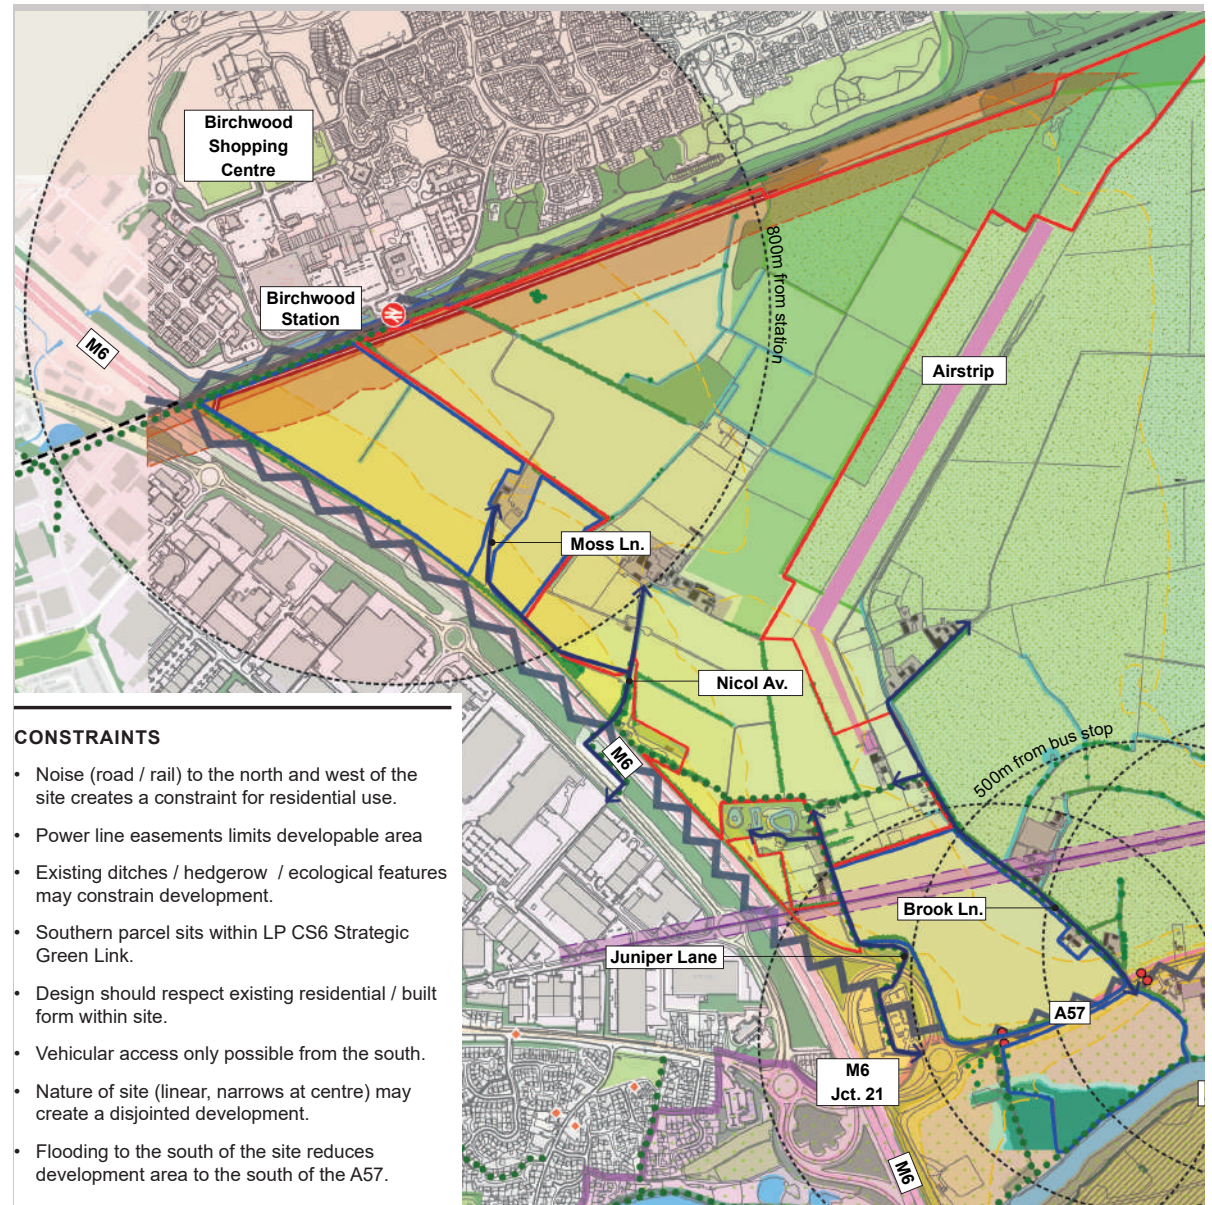 Birchwood
Shopping
Centre
Birchwood
Station
M6
800m from station
Airstrip
Moss Ln.
Nicol Av.
M6
500m from bus stop
Brook Ln.
Juniper Lane
A57
M6
Jct. 21
M6
CONSTRAINTS
• Noise (road / rail) to the north and west of the
site creates a constraint for residential use.
• Power line easements limits developable area
• Existing ditches / hedgerow / ecological features
may constrain development.
• Southern parcel sits within LP CS6 Strategic
Green Link.
• Design should respect existing residential / built
form within site.
• Vehicular access only possible from the south.
• Nature of site (linear, narrows at centre) may
create a disjointed development.
• Flooding to the south of the site reduces
development area to the south of the A57.